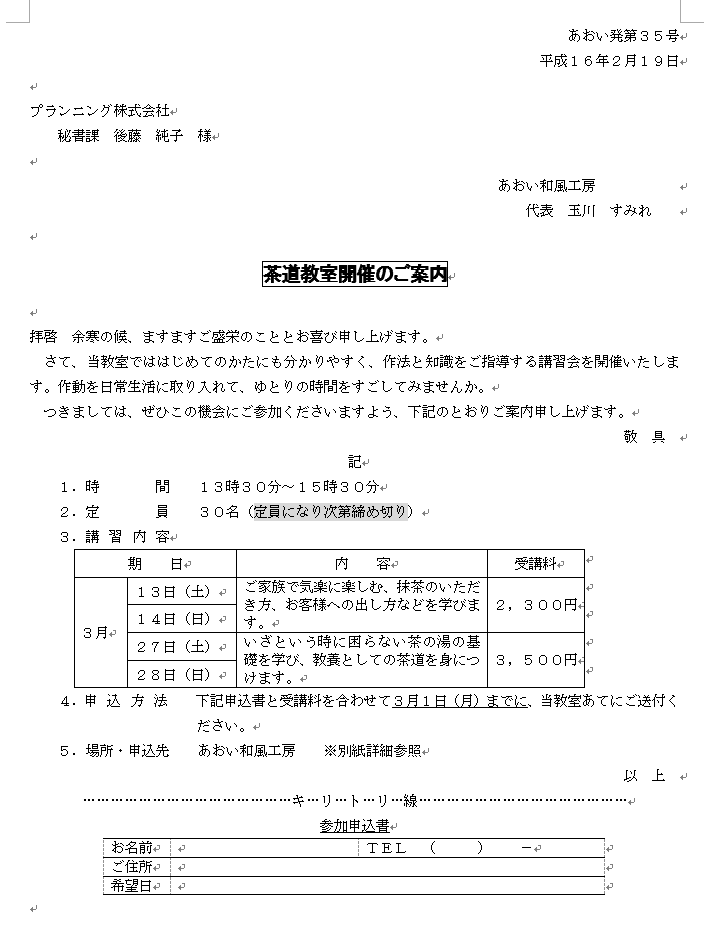 あおい発第３５号
平成１６年２月１９日
プランニング株式会社
秘書課　後藤　純子　様
あおい和風工房
代表　玉川　すみれ
茶道教室開催のご案内
拝啓　余寒の候、ますますご盛栄のこととお喜び申し上げます。
さて、当教室でははじめてのかたにも分かりやすく、作法と知識をご指導する講習会を開催いたしま
す。作動を日常生活に取り入れて、ゆとりの時間をすごしてみませんか。
つきましては、ぜひこの機会にご参加くださいますよう、下記のとおりご案内申し上げます。
敬　具
記
１．時　　　間　　１３時３０分～１５時３０分
２．定　　　員　　３０名（定員になり次第締め切り）
３．講 習 内 容
期　　日　内　　容　受講料
３月　１３日（土）　ご家族で気楽に楽しむ、抹茶のいただ
１４日（日）　き方、お客様への出し方などを学びま　２，３００円
す。
２７日（土）　いざという時に困らない茶の湯の基
２８日（日）　礎を学び、教養としての茶道を身につ　３，５００円
けます。
４．申 込 方 法　　下記申込書と受講料を合わせて３月１日（月）までに、当教室あてにご送付く
ださい。
５．場所・申込先　　あおい和風工房　　※別紙詳細参照
以　上
……………………………………キ…リ…ト…リ…線……………………………………
参加申込書
お名前　ＴＥＬ　（　　　）　　－
ご住所
希望日